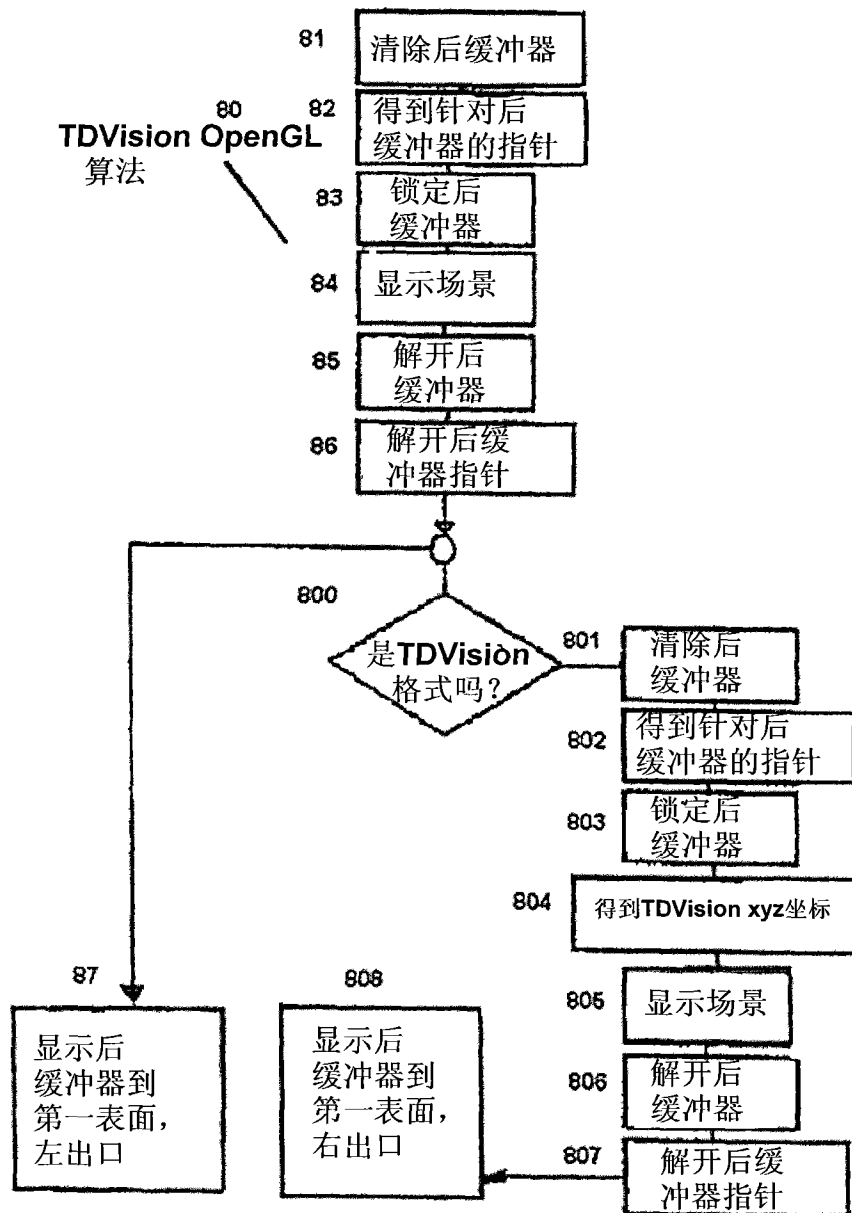 81
清除后缓冲器
80
TDVision OpenGL
算法
82
得到针对后
缓冲器的指针
83
锁定后
缓冲器
84
显示场景
85
解开后
缓冲器
86
解开后缓
冲器指针
800
是TDVision
格式吗？
801
清除后
缓冲器
802
得到针对后
缓冲器的指针
803
锁定后
缓冲器
804
得到TDVision xyz坐标
805
显示场景
806
解开后
缓冲器
807
解开后缓
冲器指针
87
显示后
缓冲器到
第一表面，
左出口
808
显示后
缓冲器到
第一表面，
右出口